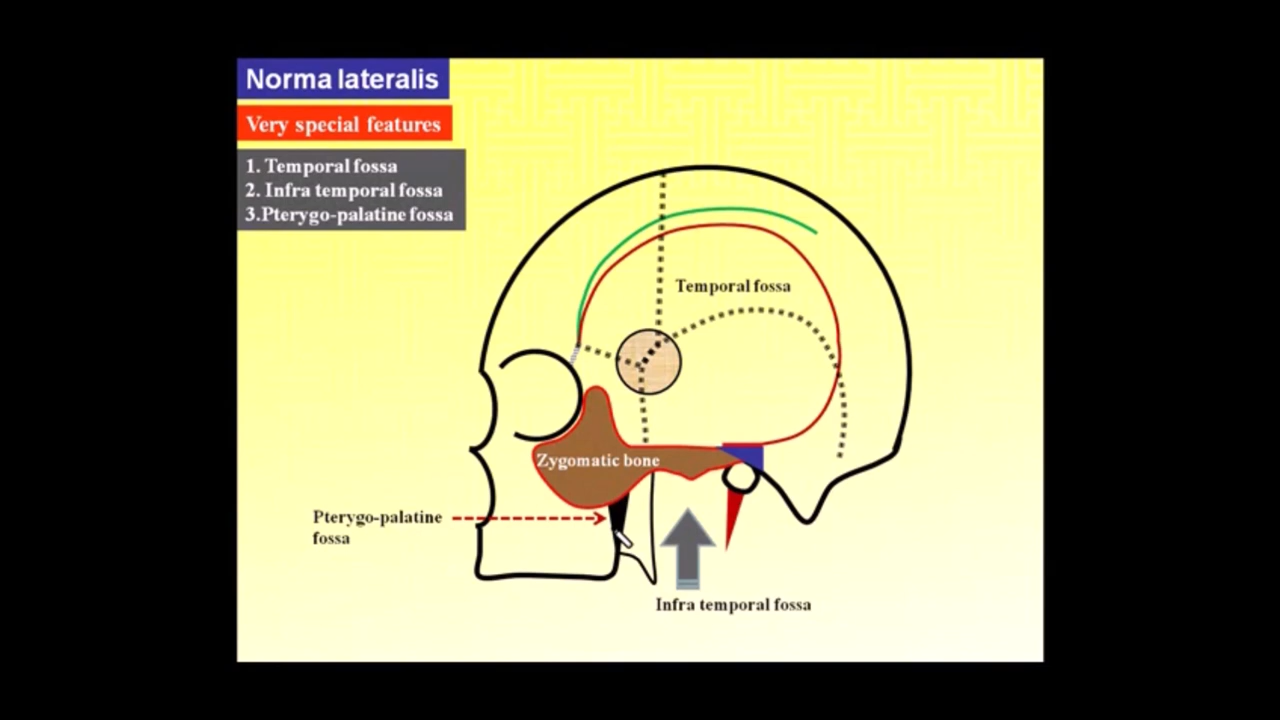 Norma lateralis
Very special features
1. Temporal fossa
2. Infra temporal fossa
3.Pterygo-palatine fossa
Temporal fossa
Zygomatic bone
Pterygo-palatine
fossa
Infra temporal fossa